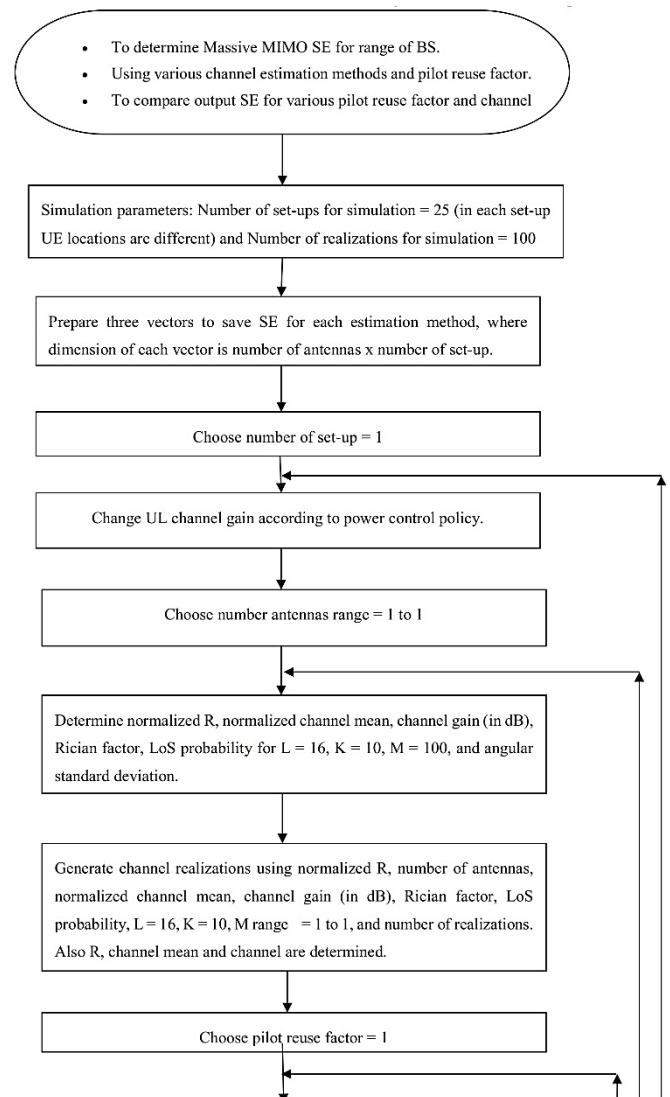 • To determine Massive MIMO SE for range of BS.
• Using various channel estimation methods and pilot reuse factor.
• To compare output SE for various pilot reuse factor and channel
Simulation parameters: Number of set-ups for simulation = 25 (in each set-up
UE locations are different) and Number of realizations for simulation = 100
Prepare three vectors to save SE for each estimation method, where
dimension of each vector is number of antennas x number of set-up.
Choose number of set-up = 1
Change UL channel gain according to power control policy.
Choose number antennas range = 1 to 1
Determine normalized R, normalized channel mean, channel gain (in dB),
Rician factor, LoS probability for L = 16, K = 10, M = 100, and angular
standard deviation.
Generate channel realizations using normalized R, number of antennas,
normalized channel mean, channel gain (in dB), Rician factor, LoS
probability, L = 16, K = 10, M range = 1 to 1, and number of realizations.
Also R, channel mean and channel are determined.
Choose pilot reuse factor = 1